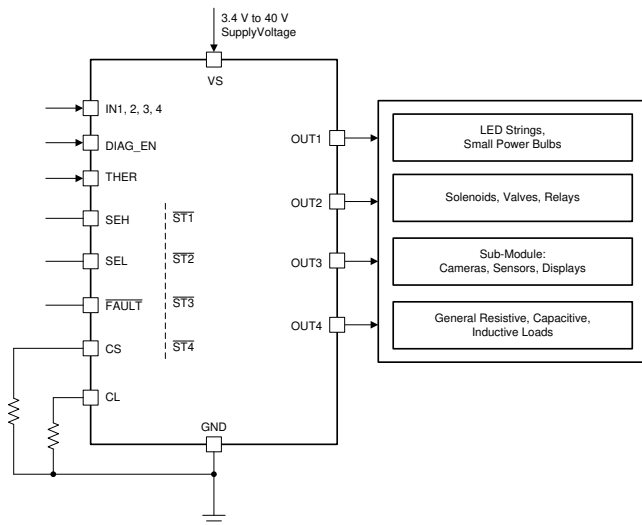 3.4 V to 40 V
SupplyVoltage
VS
IN1, 2, 3, 4
DIAG_EN
THER
SEH
SEL
FAULT
CS
CL
ST1
ST2
ST3
ST4
GND
OUT1
OUT2
OUT3
OUT4
LED Strings,
Small Power Bulbs
Solenoids, Valves, Relays
Sub-Module:
Cameras, Sensors, Displays
General Resistive, Capacitive,
Inductive Loads